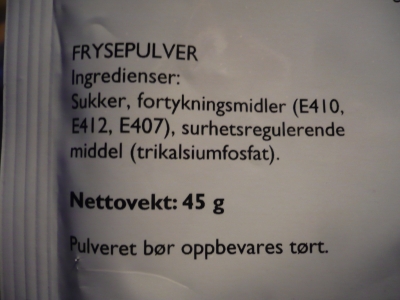 FRYSEPULVER
Ingredienser:
Sukker, fortykningsmidler (E410,
E412, E407), surhetsregulerende
middel (trikalsiumfosfat).
Nettovekt: 45 g
Pulveret bør oppbevares tørt.